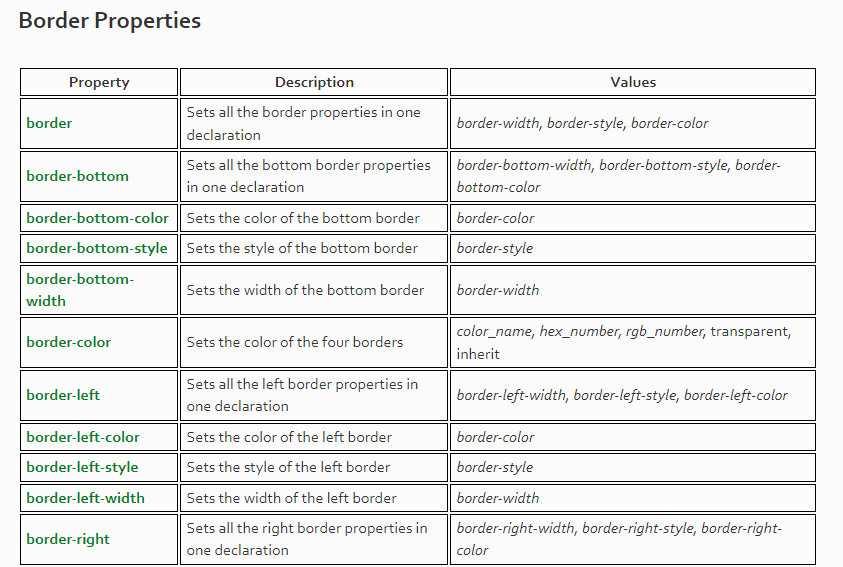 Border Properties
Property Description Values
border Sets all the border properties in one declaration border-width, border-style, border-color
border-bottom Sets all the bottom border properties in one declaration border-bottom-width, border-bottom-style, border-bottom-color
border-bottom-color Sets the color of the bottom border border-color
border-bottom-style Sets the style of the bottom border border-style
border-bottom-width Sets the width of the bottom border border-width
border-color Sets the color of the four borders color_name, hex_number, rgb_number, transparent, inherit
border-left Sets all the left border properties in one declaration border-left-width, border-left-style, border-left-color
border-left-color Sets the color of the left border border-color
border-left-style Sets the style of the left border border-style
border-left-width Sets the width of the left border border-width
border-right Sets all the right border properties in one declaration border-right-width, border-right-style, border-right-color